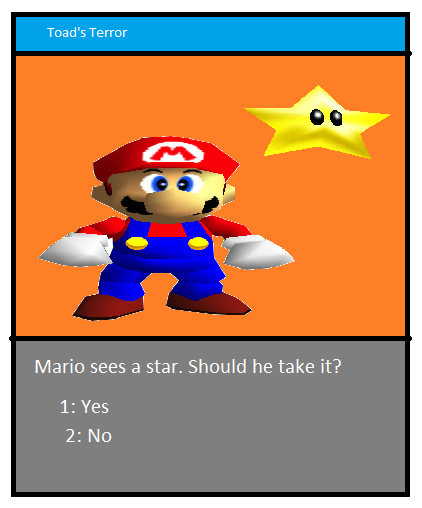 Toad's Terror
M
Mario sees a star. Should he take it?
1: Yes
2: No